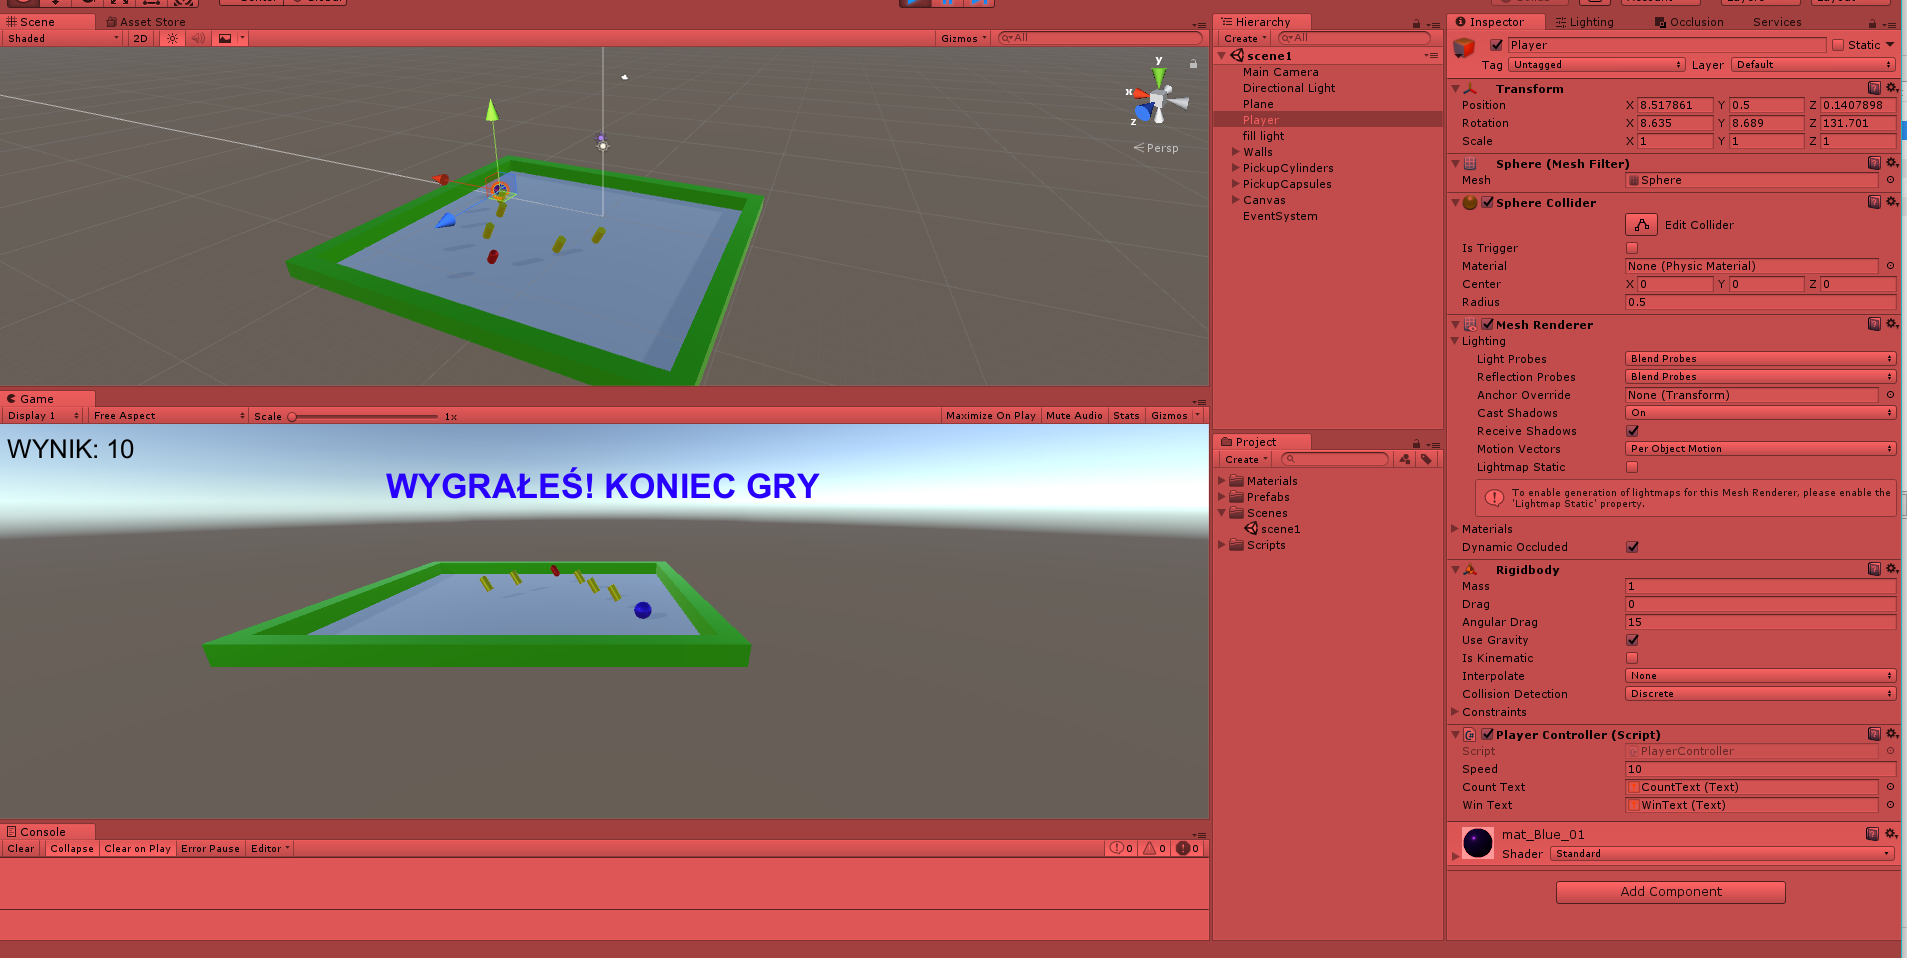 Center
Global
Account
Layers
Layout
Scene
Asset Store
Shaded
2D
Gizmos
All
y
x
z
Persp
Game
Display 1
Free Aspect
Scale
1x
Maximize On Play
Mute Audio
Stats
Gizmos
WYNIK: 10
WYGRAŁEŚ! KONIEC GRY
Console
Clear
Collapse
Clear on Play
Error Pause
Editor
0
0
0
Hierarchy
Create
All
scene1
Main Camera
Directional Light
Plane
Player
fill light
Walls
PickupCylinders
PickupCapsules
Canvas
EventSystem
Project
Create
Materials
Prefabs
Scenes
scene1
Scripts
Inspector
Lighting
Occlusion
Services
Player
Static
Tag Untagged Layer Default
Transform
Position X 8.517861 Y 0.5 Z 0.1407898
Rotation X 8.635 Y 8.689 Z 131.701
Scale X 1 Y 1 Z 1
Sphere (Mesh Filter)
Mesh Sphere
Sphere Collider
Edit Collider
Is Trigger
Material None (Physic Material)
Center X 0 Y 0 Z 0
Radius 0.5
Mesh Renderer
Lighting
Light Probes Blend Probes
Reflection Probes Blend Probes
Anchor Override None (Transform)
Cast Shadows On
Receive Shadows
Motion Vectors Per Object Motion
Lightmap Static
To enable generation of lightmaps for this Mesh Renderer, please enable the
'Lightmap Static' property.
Materials
Dynamic Occluded
Rigidbody
Mass 1
Drag 0
Angular Drag 15
Use Gravity
Is Kinematic
Interpolate None
Collision Detection Discrete
Constraints
Player Controller (Script)
Script PlayerController
Speed 10
Count Text CountText (Text)
Win Text WinText (Text)
mat_Blue_01
Shader Standard
Add Component